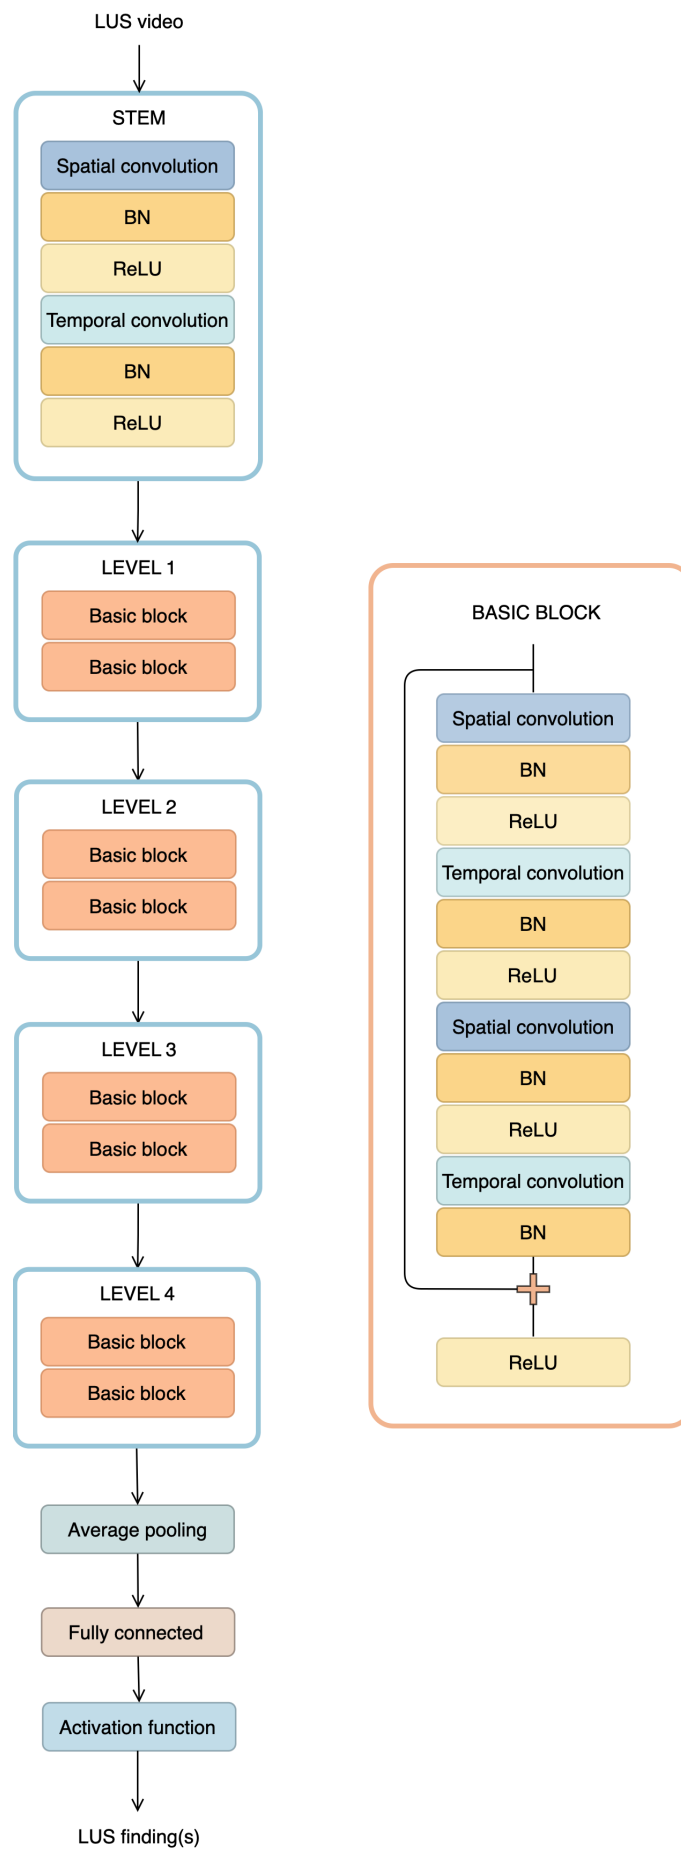 LUS video
STEM
Spatial convolution
BN
ReLU
Temporal convolution
BN
ReLU
LEVEL 1
Basic block
Basic block
LEVEL 2
Basic block
Basic block
LEVEL 3
Basic block
Basic block
LEVEL 4
Basic block
Basic block
Average pooling
Fully connected
Activation function
LUS finding(s)
BASIC BLOCK
Spatial convolution
BN
ReLU
Temporal convolution
BN
ReLU
Spatial convolution
BN
ReLU
Temporal convolution
BN
ReLU